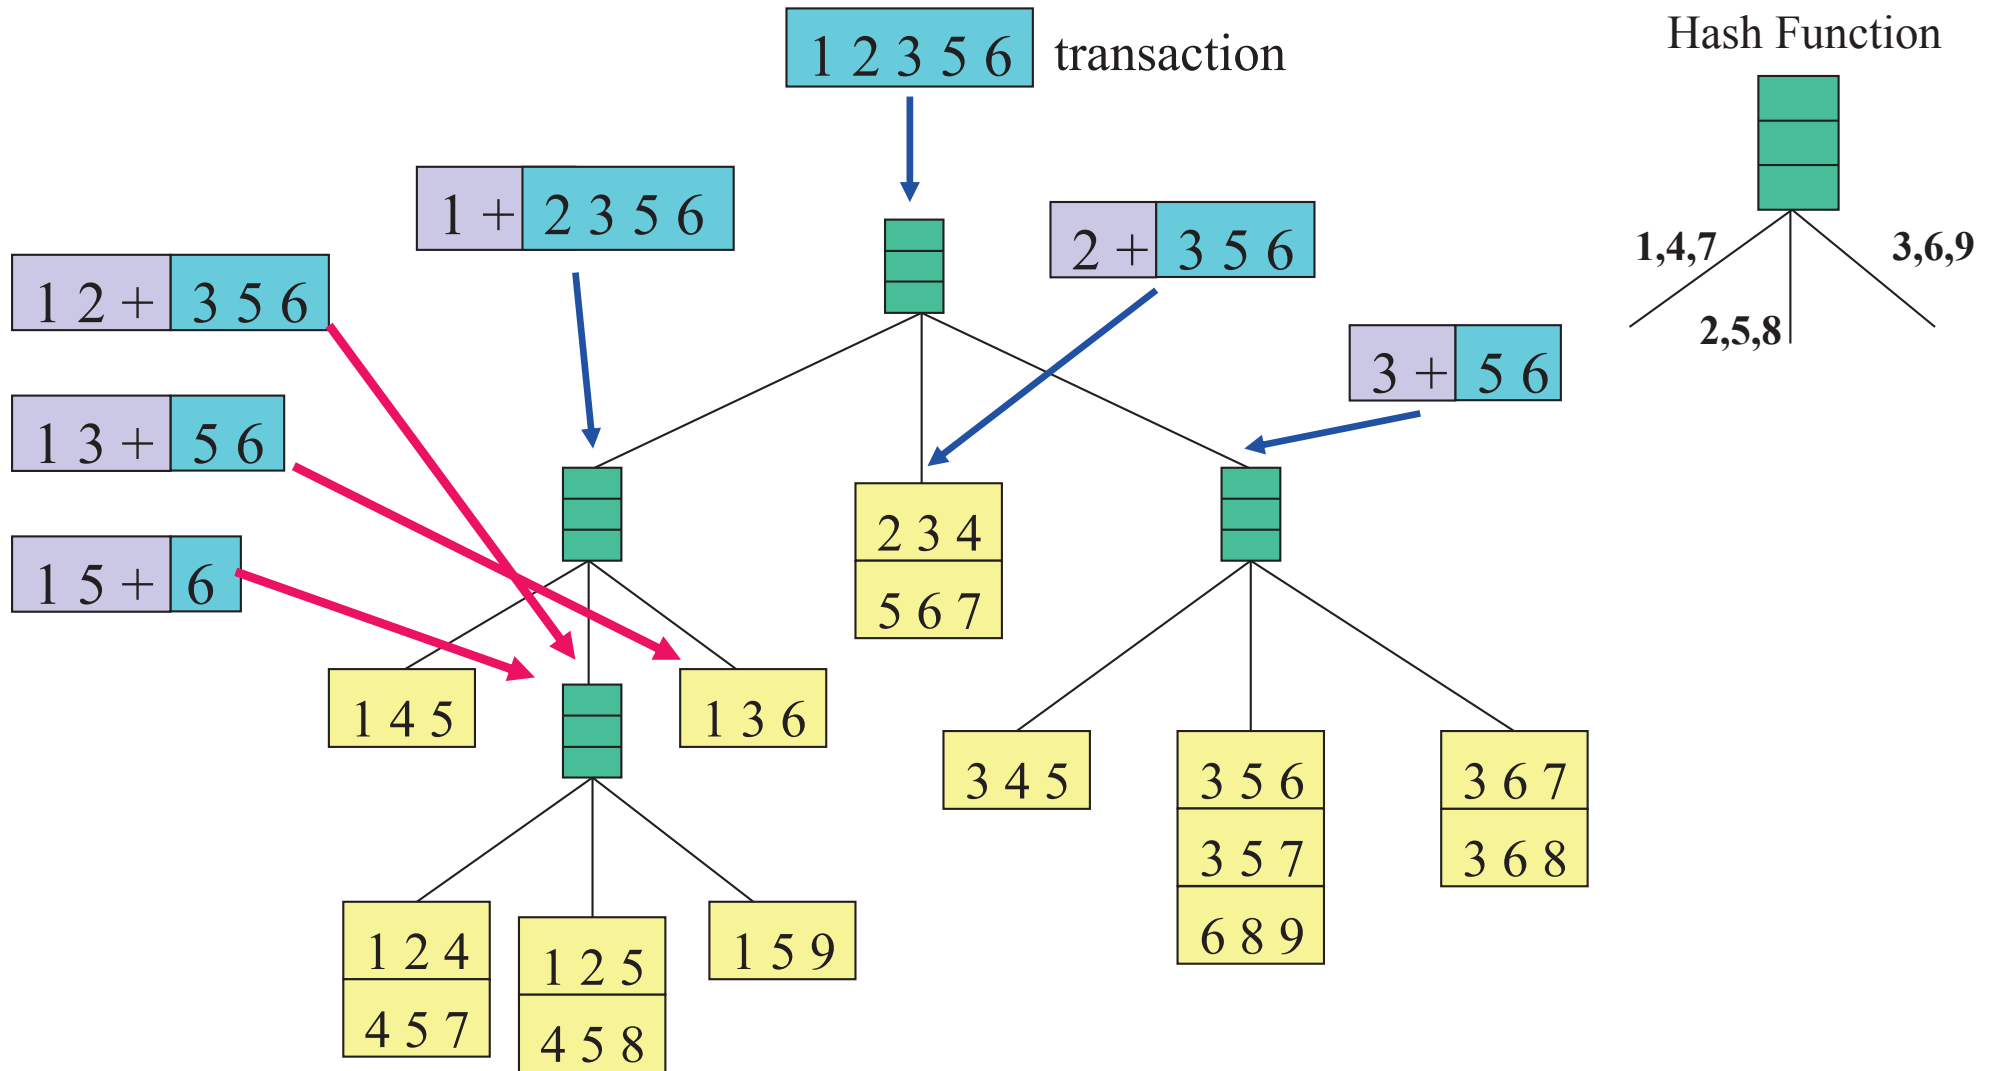 Hash Function
1 2 3 5 6 transaction
1 + 2 3 5 6
2 + 3 5 6
1,4,7
3,6,9
1 2 + 3 5 6
2,5,8
3 + 5 6
1 3 + 5 6
1 5 + 6
2 3 4
5 6 7
1 4 5
1 3 6
3 4 5
3 5 6
3 6 7
3 5 7
3 6 8
6 8 9
1 2 4
1 2 5
1 5 9
4 5 7
4 5 8